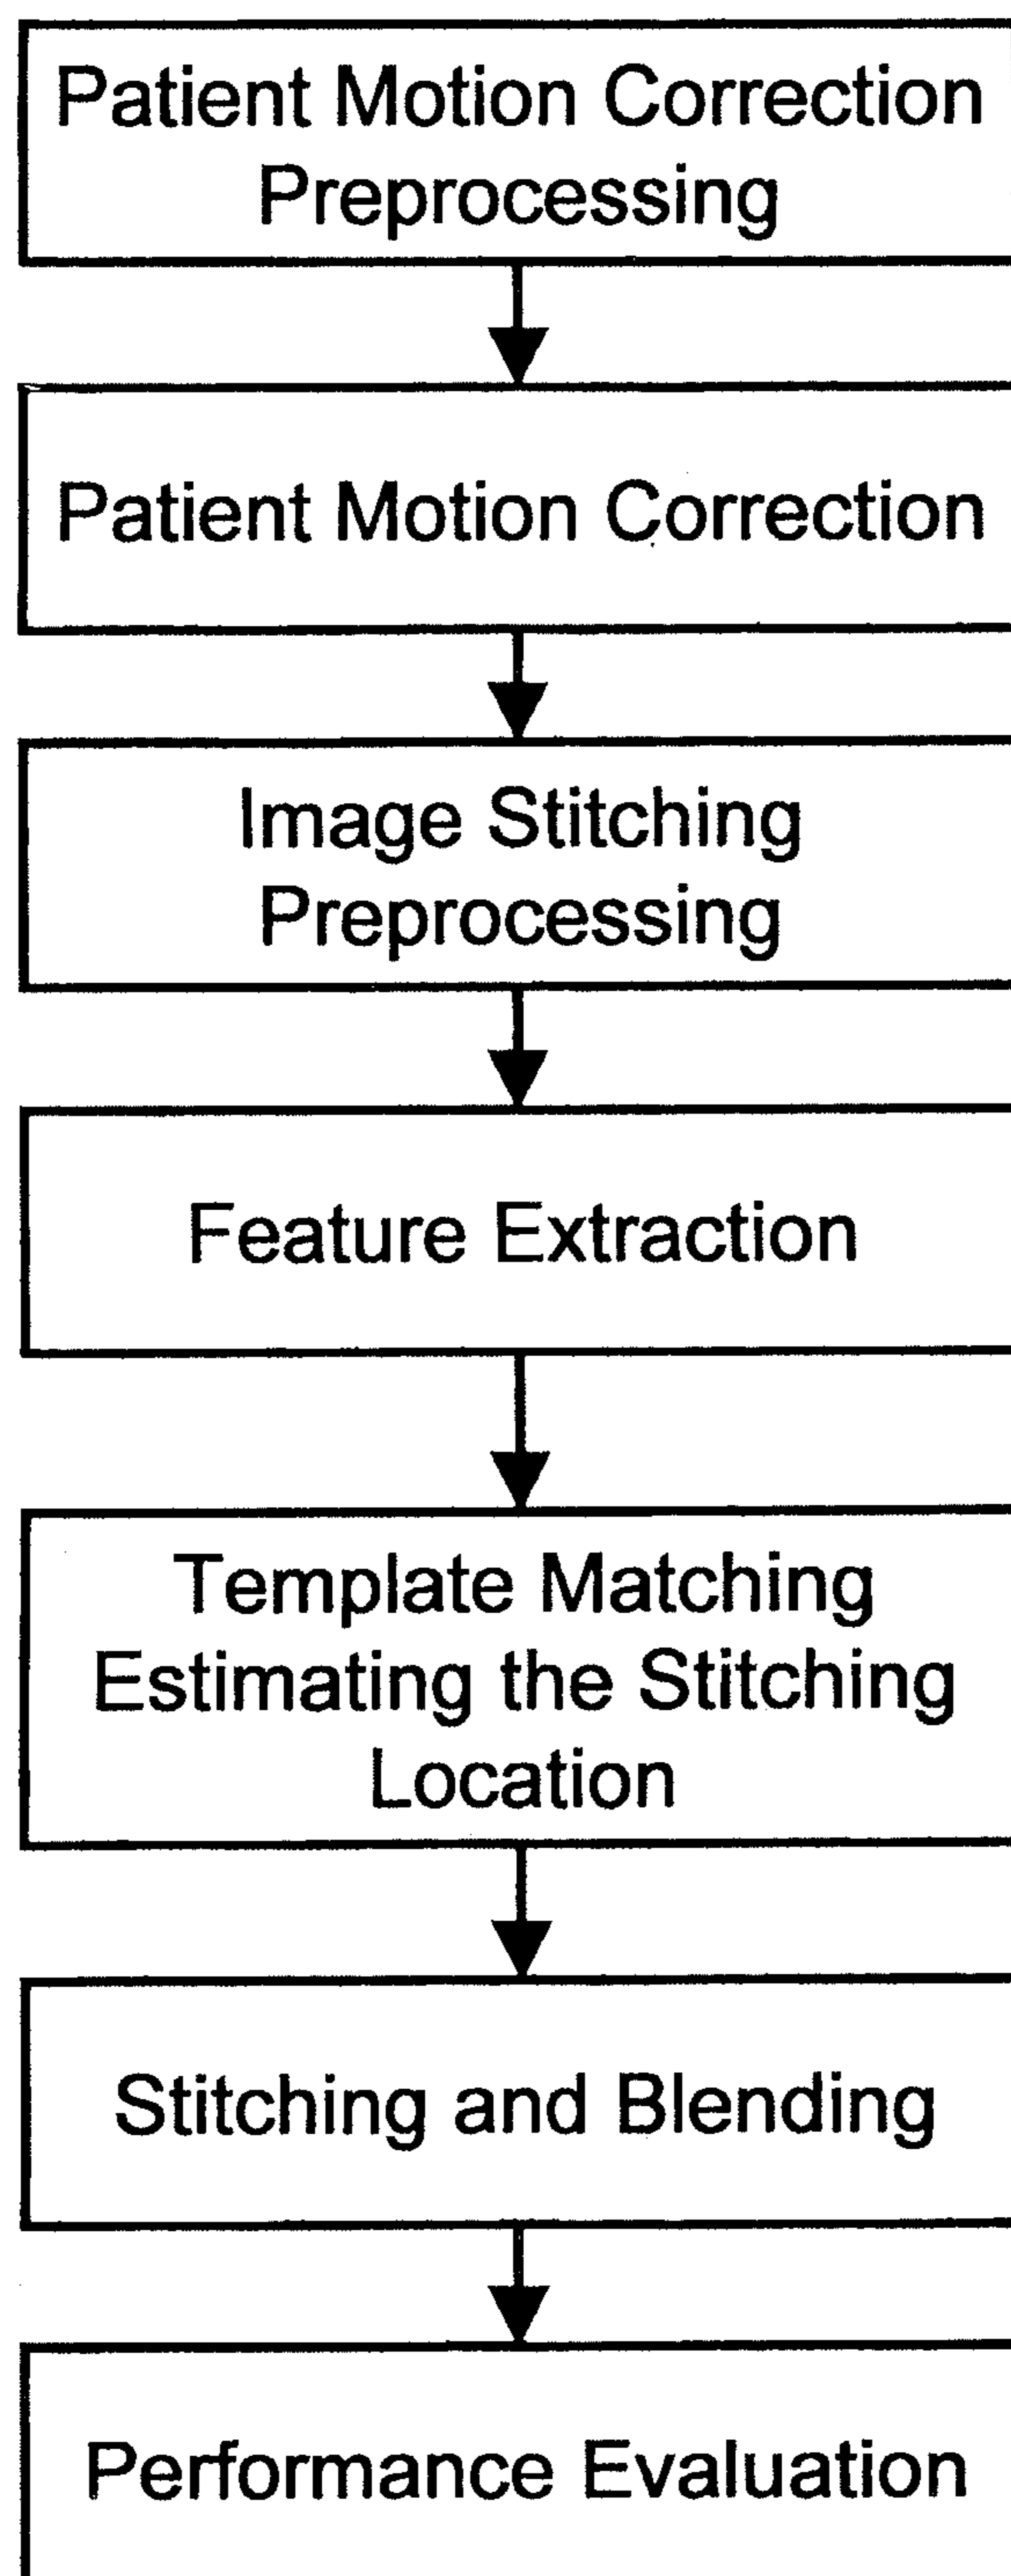 Patient Motion Correction
Preprocessing
Patient Motion Correction
Image Stitching
Preprocessing
Feature Extraction
Template Matching
Estimating the Stitching
Location
Stitching and Blending
Performance Evaluation